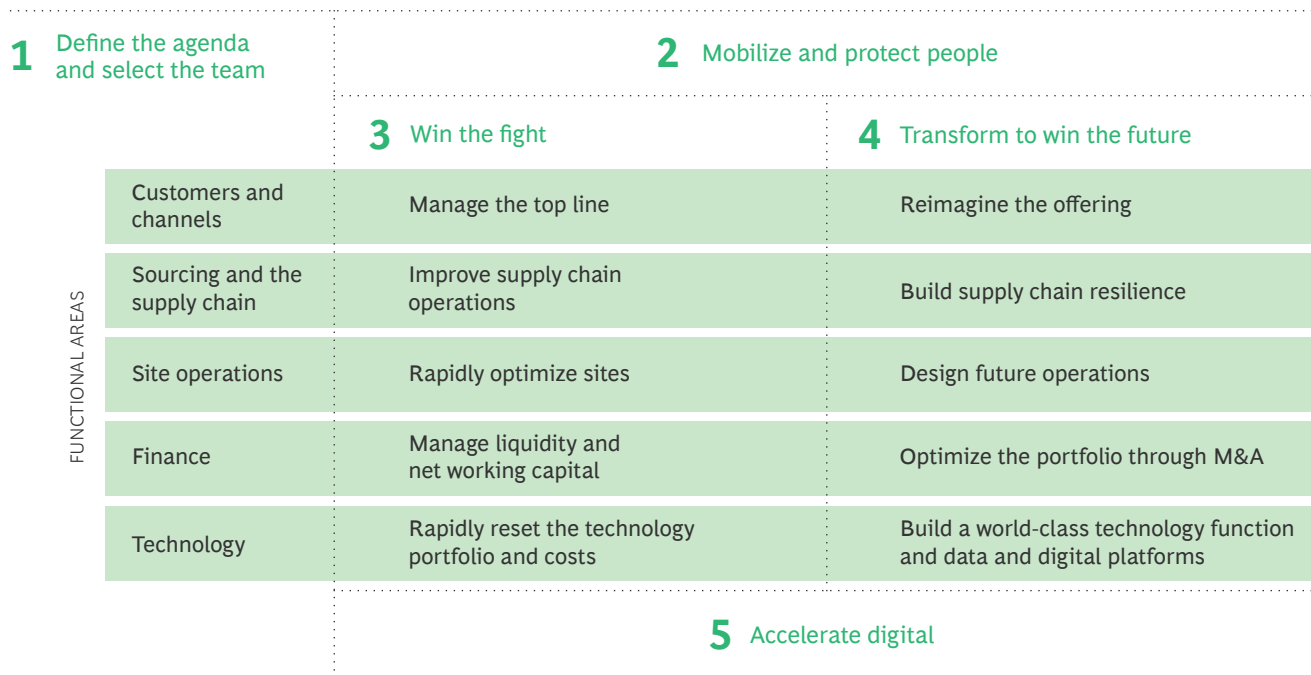 1 Define the agenda
and select the team
2 Mobilize and protect people
3 Win the fight
4 Transform to win the future
FUNCTIONAL AREAS
Customers and
channels
Manage the top line
Reimagine the offering
Sourcing and the
supply chain
Improve supply chain
operations
Build supply chain resilience
Site operations
Rapidly optimize sites
Design future operations
Finance
Manage liquidity and
net working capital
Optimize the portfolio through M&A
Technology
Rapidly reset the technology
portfolio and costs
Build a world-class technology function
and data and digital platforms
5 Accelerate digital